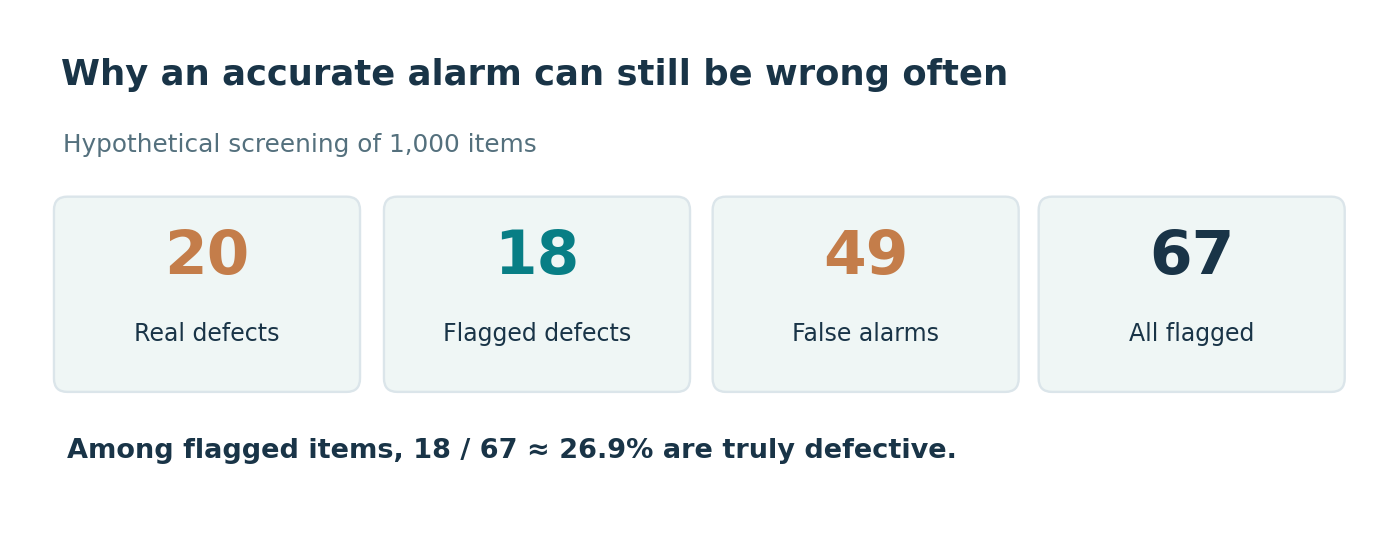 Why an accurate alarm can still be wrong often
Hypothetical screening of 1,000 items
20
Real defects
18
Flagged defects
49
False alarms
67
All flagged
Among flagged items, 18 / 67 ≈ 26.9% are truly defective.